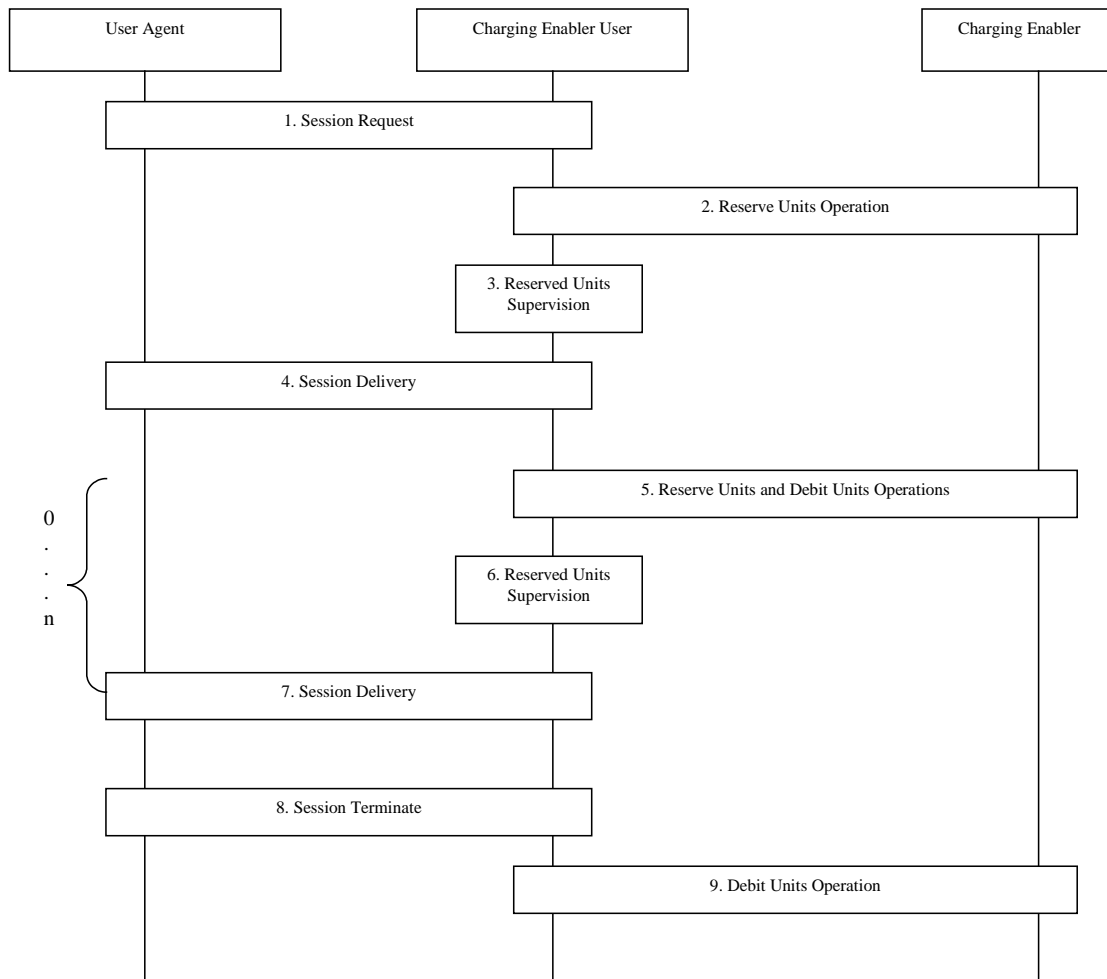 User Agent
Charging Enabler User
Charging Enabler
1. Session Request
2. Reserve Units Operation
3. Reserved Units
Supervision
4. Session Delivery
5. Reserve Units and Debit Units Operations
0
.
.
.
n
6. Reserved Units
Supervision
7. Session Delivery
8. Session Terminate
9. Debit Units Operation